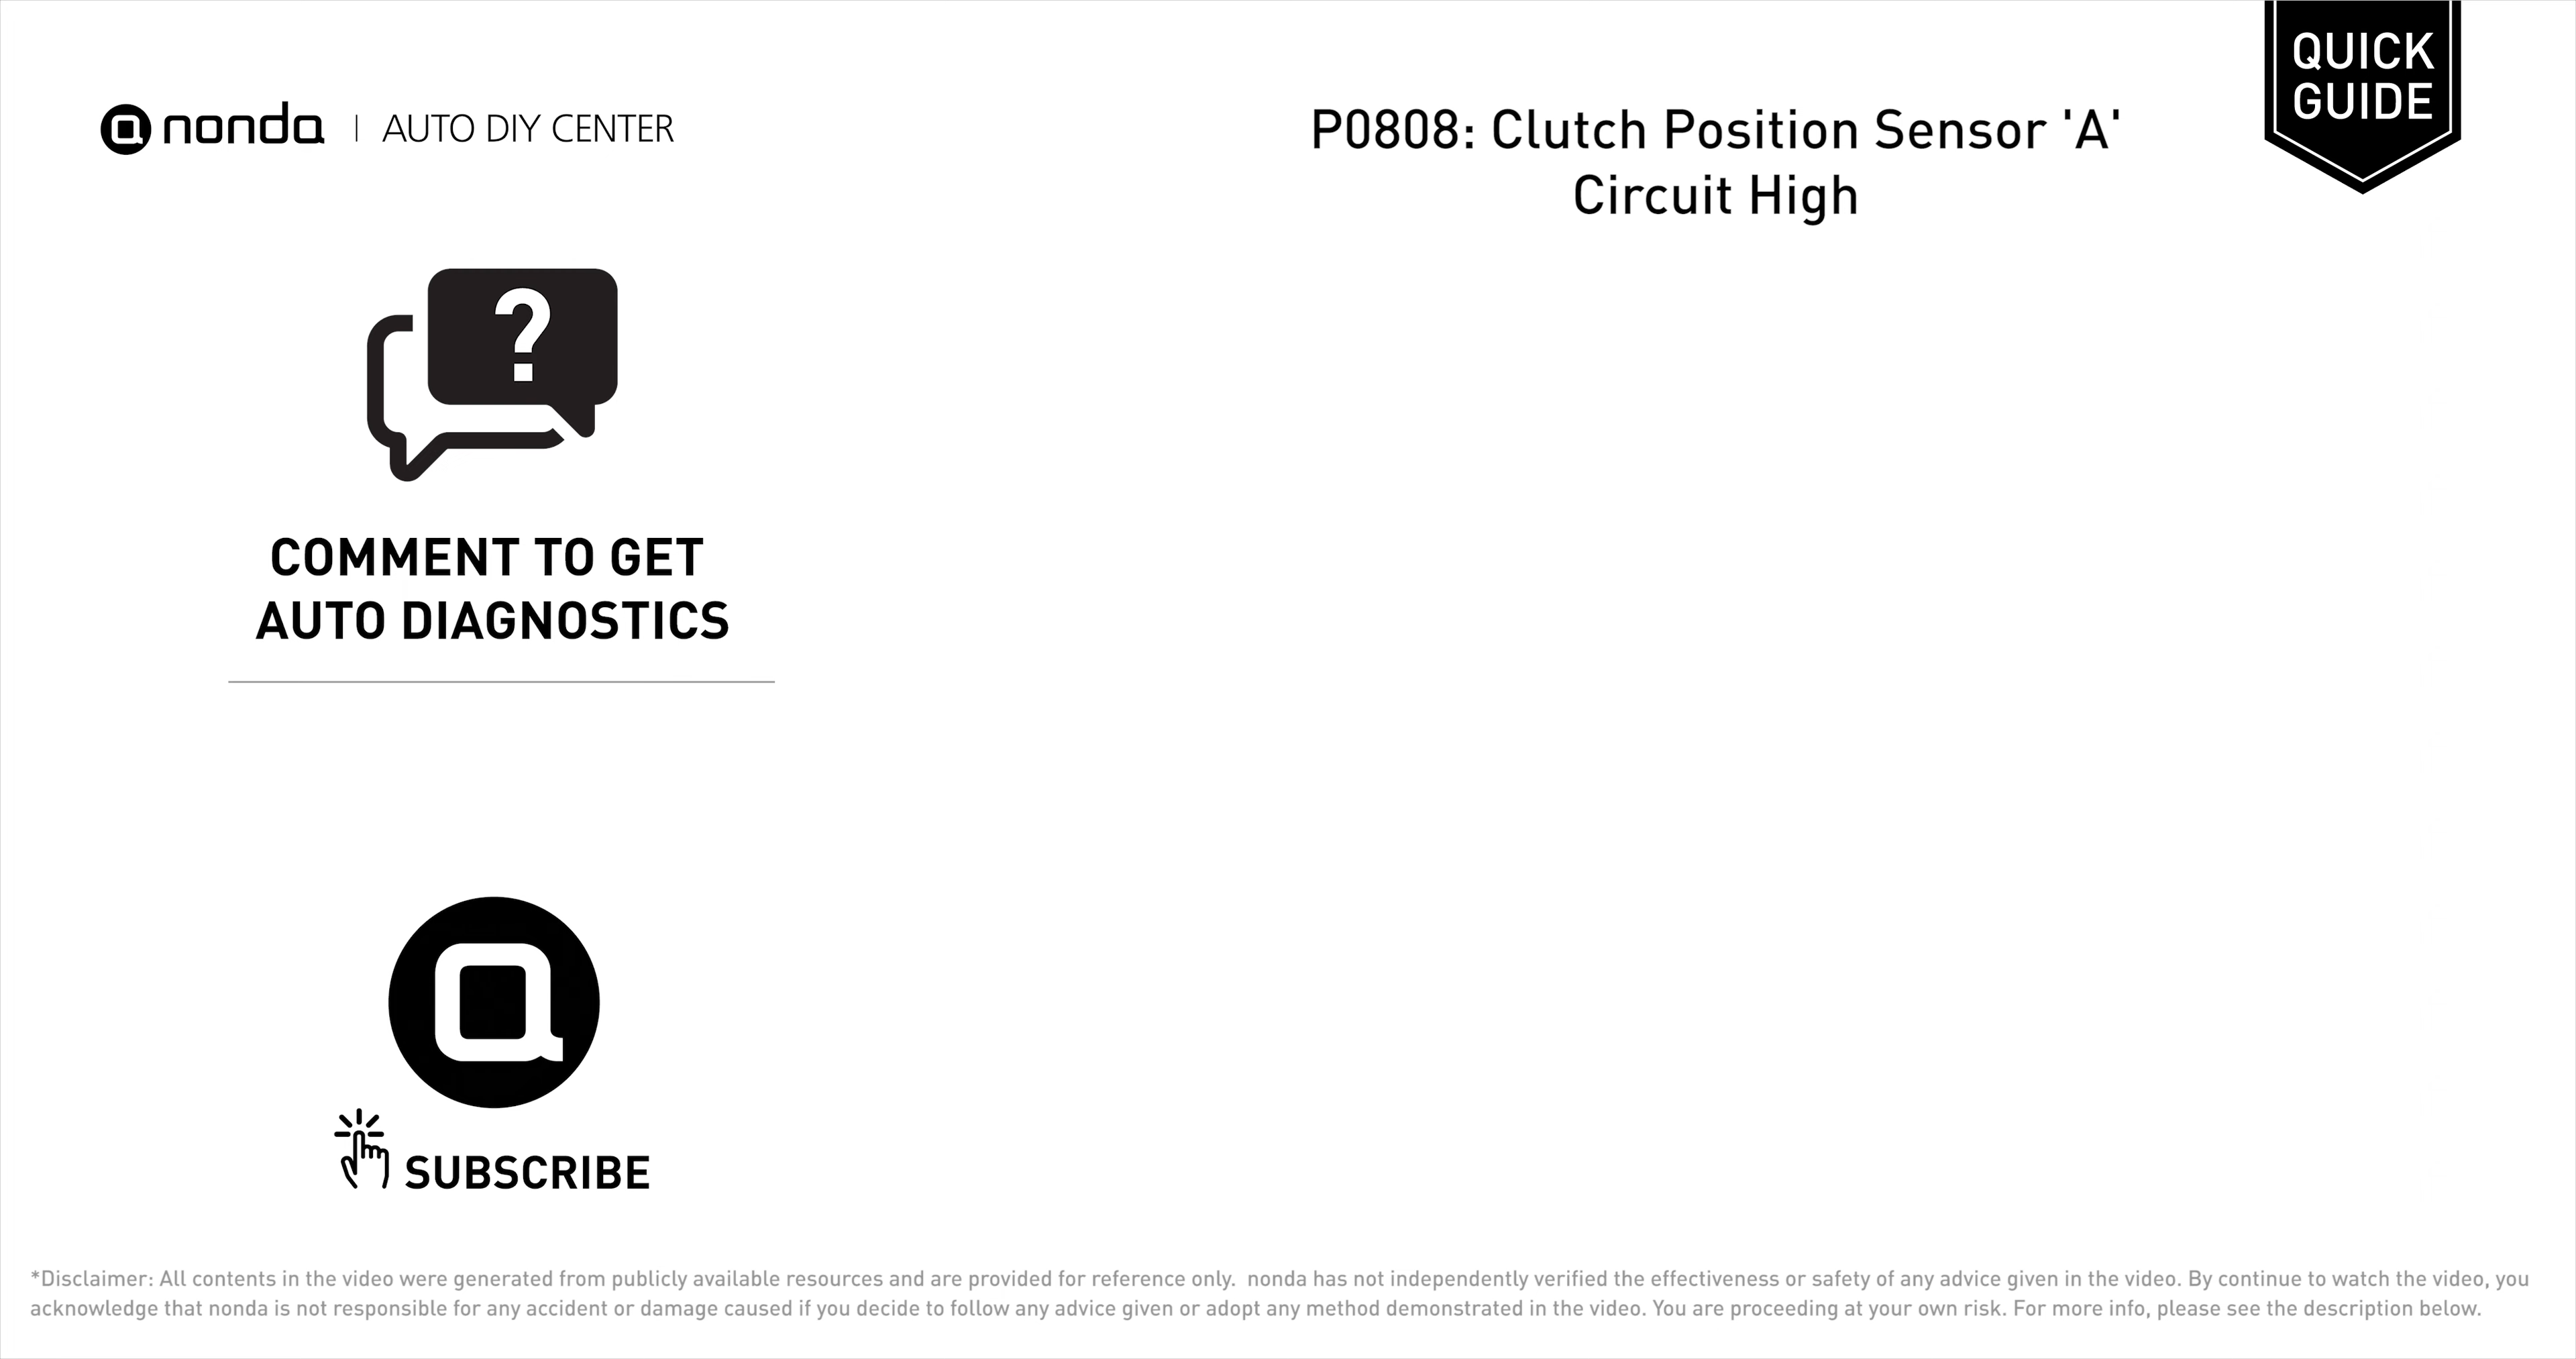 nonda | AUTO DIY CENTER
P0808: Clutch Position Sensor 'A'
Circuit High
QUICK
GUIDE
?
COMMENT TO GET
AUTO DIAGNOSTICS
SUBSCRIBE
*Disclaimer: All contents in the video were generated from publicly available resources and are provided for reference only.  nonda has not independently verified the effectiveness or safety of any advice given in the video. By continue to watch the video, you
acknowledge that nonda is not responsible for any accident or damage caused if you decide to follow any advice given or adopt any method demonstrated in the video. You are proceeding at your own risk. For more info, please see the description below.